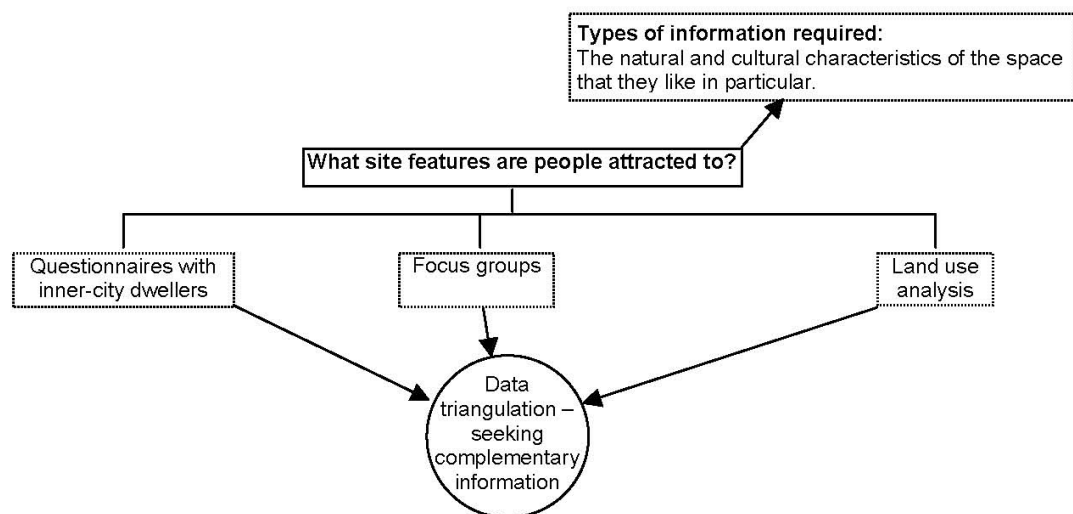 Types of information required:
The natural and cultural characteristics of the space
that they like in particular.
What site features are people attracted to?
Questionnaires with
inner-city dwellers
Focus groups
Land use
analysis
Data
triangulation –
seeking
complementary
information